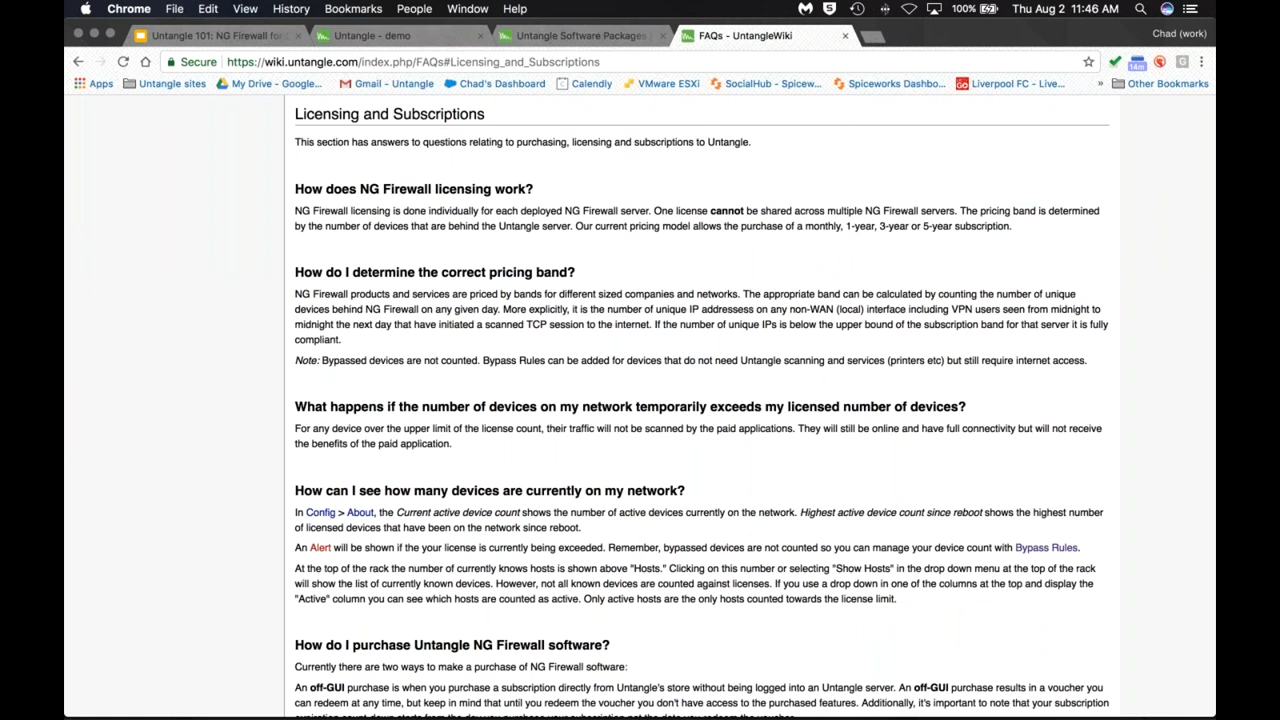 Chrome File Edit View History Bookmarks People Window Help 100% Thu Aug 2 11:46 AM
Untangle 101: NG Firewall for Untangle - demo Untangle Software Packages FAQs - UntangleWiki Chad (work)
Secure https://wiki.untangle.com/index.php/FAQs#Licensing_and_Subscriptions 14m
Apps Untangle sites My Drive - Google... Gmail - Untangle Chad's Dashboard Calendly VMware ESXi SocialHub - Spicew... Spiceworks Dashbo... Liverpool FC - Live... » Other Bookmarks
Licensing and Subscriptions
This section has answers to questions relating to purchasing, licensing and subscriptions to Untangle.
How does NG Firewall licensing work?
NG Firewall licensing is done individually for each deployed NG Firewall server. One license cannot be shared across multiple NG Firewall servers. The pricing band is determined
by the number of devices that are behind the Untangle server. Our current pricing model allows the purchase of a monthly, 1-year, 3-year or 5-year subscription.
How do I determine the correct pricing band?
NG Firewall products and services are priced by bands for different sized companies and networks. The appropriate band can be calculated by counting the number of unique
devices behind NG Firewall on any given day. More explicitly, it is the number of unique IP addressess on any non-WAN (local) interface including VPN users seen from midnight to
midnight the next day that have initiated a scanned TCP session to the internet. If the number of unique IPs is below the upper bound of the subscription band for that server it is fully
compliant.
Note: Bypassed devices are not counted. Bypass Rules can be added for devices that do not need Untangle scanning and services (printers etc) but still require internet access.
What happens if the number of devices on my network temporarily exceeds my licensed number of devices?
For any device over the upper limit of the license count, their traffic will not be scanned by the paid applications. They will still be online and have full connectivity but will not receive
the benefits of the paid application.
How can I see how many devices are currently on my network?
In Config > About, the Current active device count shows the number of active devices currently on the network. Highest active device count since reboot shows the highest number
of licensed devices that have been on the network since reboot.
An Alert will be shown if the your license is currently being exceeded. Remember, bypassed devices are not counted so you can manage your device count with Bypass Rules.
At the top of the rack the number of currently knows hosts is shown above "Hosts." Clicking on this number or selecting "Show Hosts" in the drop down menu at the top of the rack
will show the list of currently known devices. However, not all known devices are counted against licenses. If you use a drop down in one of the columns at the top and display the
"Active" column you can see which hosts are counted as active. Only active hosts are the only hosts counted towards the license limit.
How do I purchase Untangle NG Firewall software?
Currently there are two ways to make a purchase of NG Firewall software:
An off-GUI purchase is when you purchase a subscription directly from Untangle's store without being logged into an Untangle server. An off-GUI purchase results in a voucher you
can redeem at any time, but keep in mind that until you redeem the voucher you don't have access to the purchased features. Additionally, it's important to note that your subscription